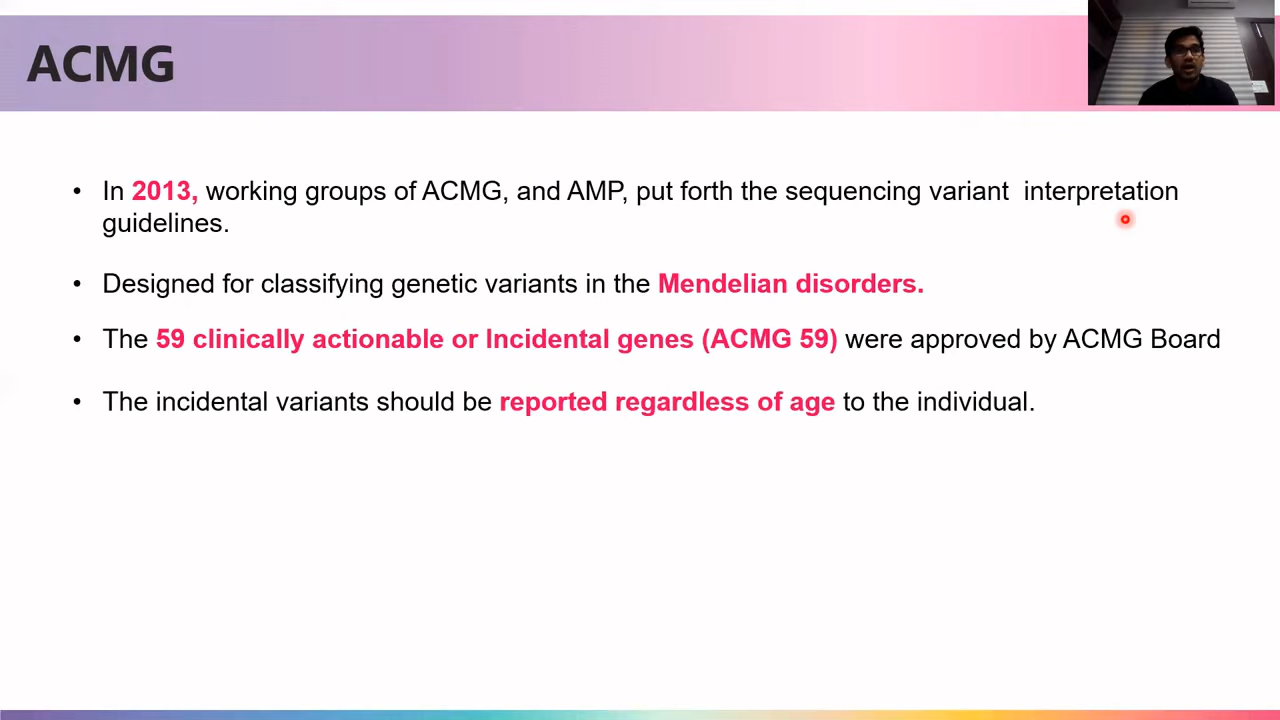 ACMG
• In 2013, working groups of ACMG, and AMP, put forth the sequencing variant interpretation
guidelines.
• Designed for classifying genetic variants in the Mendelian disorders.
• The 59 clinically actionable or Incidental genes (ACMG 59) were approved by ACMG Board
• The incidental variants should be reported regardless of age to the individual.